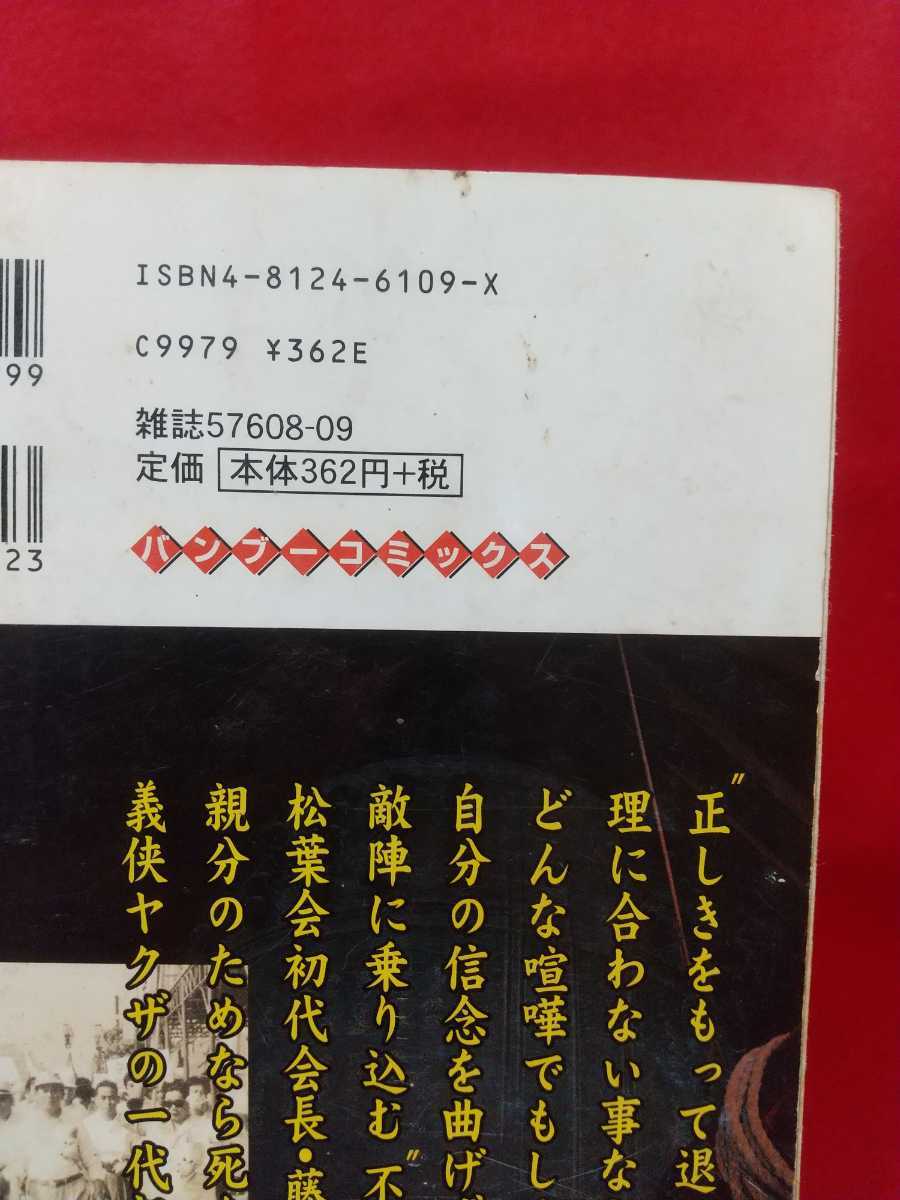 ISBN4-8124-6109-X
C9979 ¥362E
雑誌57608-09
定価 本体362円+税
バンブーコミックス
99
23
"正しきをもって退
理に合わない事な
どんな喧嘩でもし
自分の信念を曲げ
敵陣に乗り込む"不
松葉会初代会長・藤
親分のためなら死
義侠ヤクザの一代